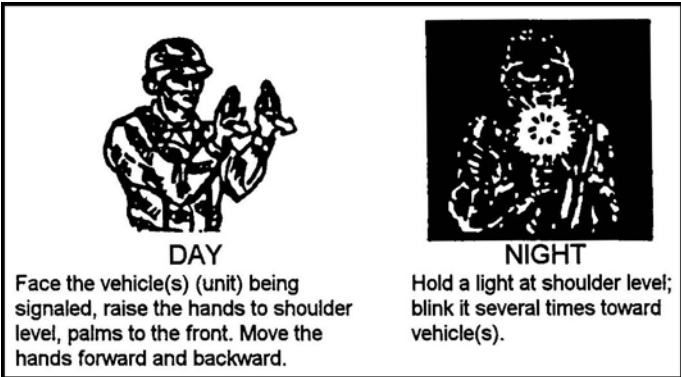 DAY
Face the vehicle(s) (unit) being
signaled, raise the hands to shoulder
level, palms to the front. Move the
hands forward and backward.
NIGHT
Hold a light at shoulder level;
blink it several times toward
vehicle(s).